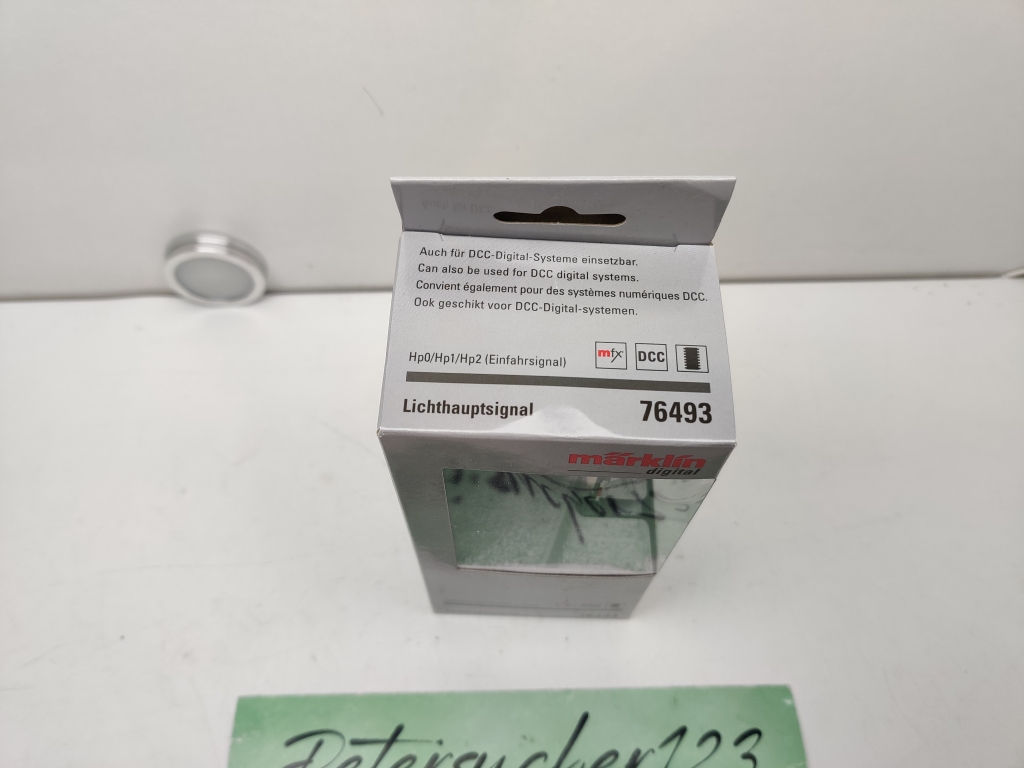 Auch für DCC-Digital-Systeme einsetzbar.
Can also be used for DCC digital systems.
Convient également pour des systèmes numériques DCC.
Ook geschikt voor DCC-Digital-systemen.
Hp0/Hp1/Hp2 (Einfahrsignal) mfx DCC
Lichthauptsignal 76493
märklin
digital
Petersucher123